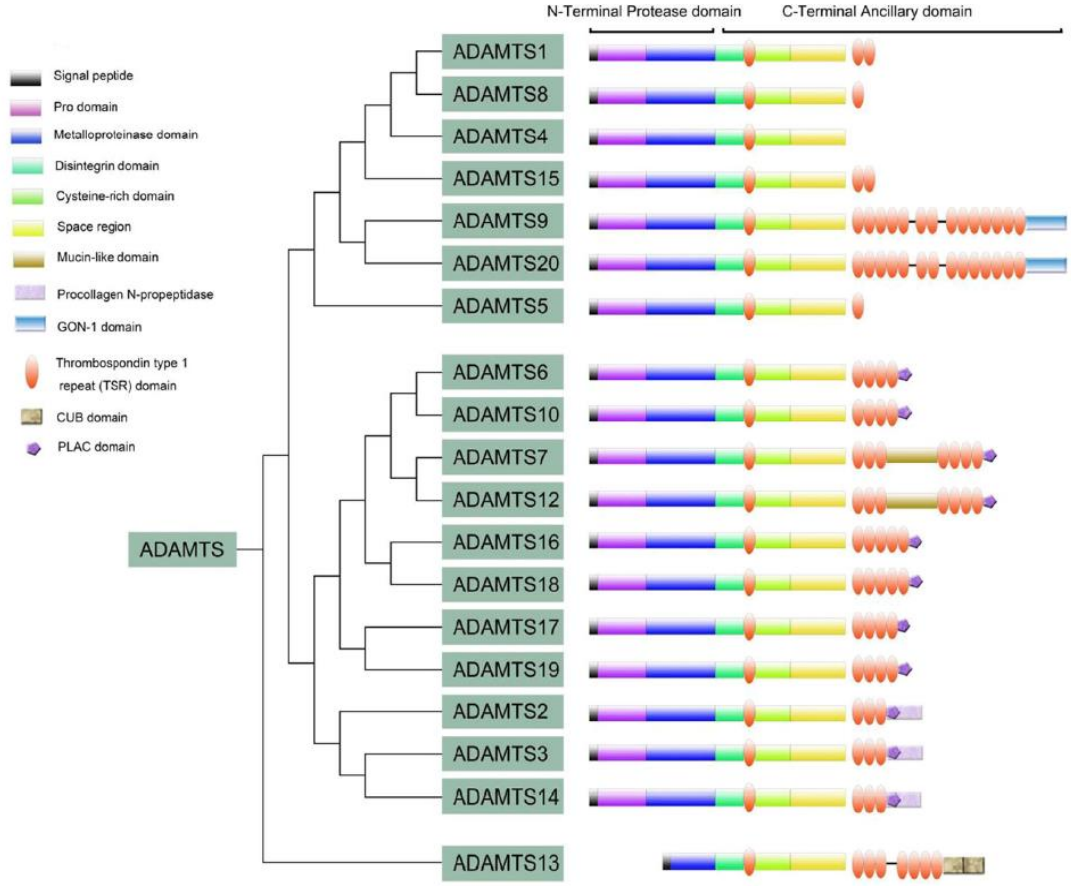 N-Terminal Protease domain
C-Terminal Ancillary domain
Signal peptide
Pro domain
Metalloproteinase domain
Disintegrin domain
Cysteine-rich domain
Space region
Mucin-like domain
Procollagen N-propeptidase
GON-1 domain
Thrombospondin type 1
repeat (TSR) domain
CUB domain
PLAC domain
ADAMTS
ADAMTS1
ADAMTS8
ADAMTS4
ADAMTS15
ADAMTS9
ADAMTS20
ADAMTS5
ADAMTS6
ADAMTS10
ADAMTS7
ADAMTS12
ADAMTS16
ADAMTS18
ADAMTS17
ADAMTS19
ADAMTS2
ADAMTS3
ADAMTS14
ADAMTS13